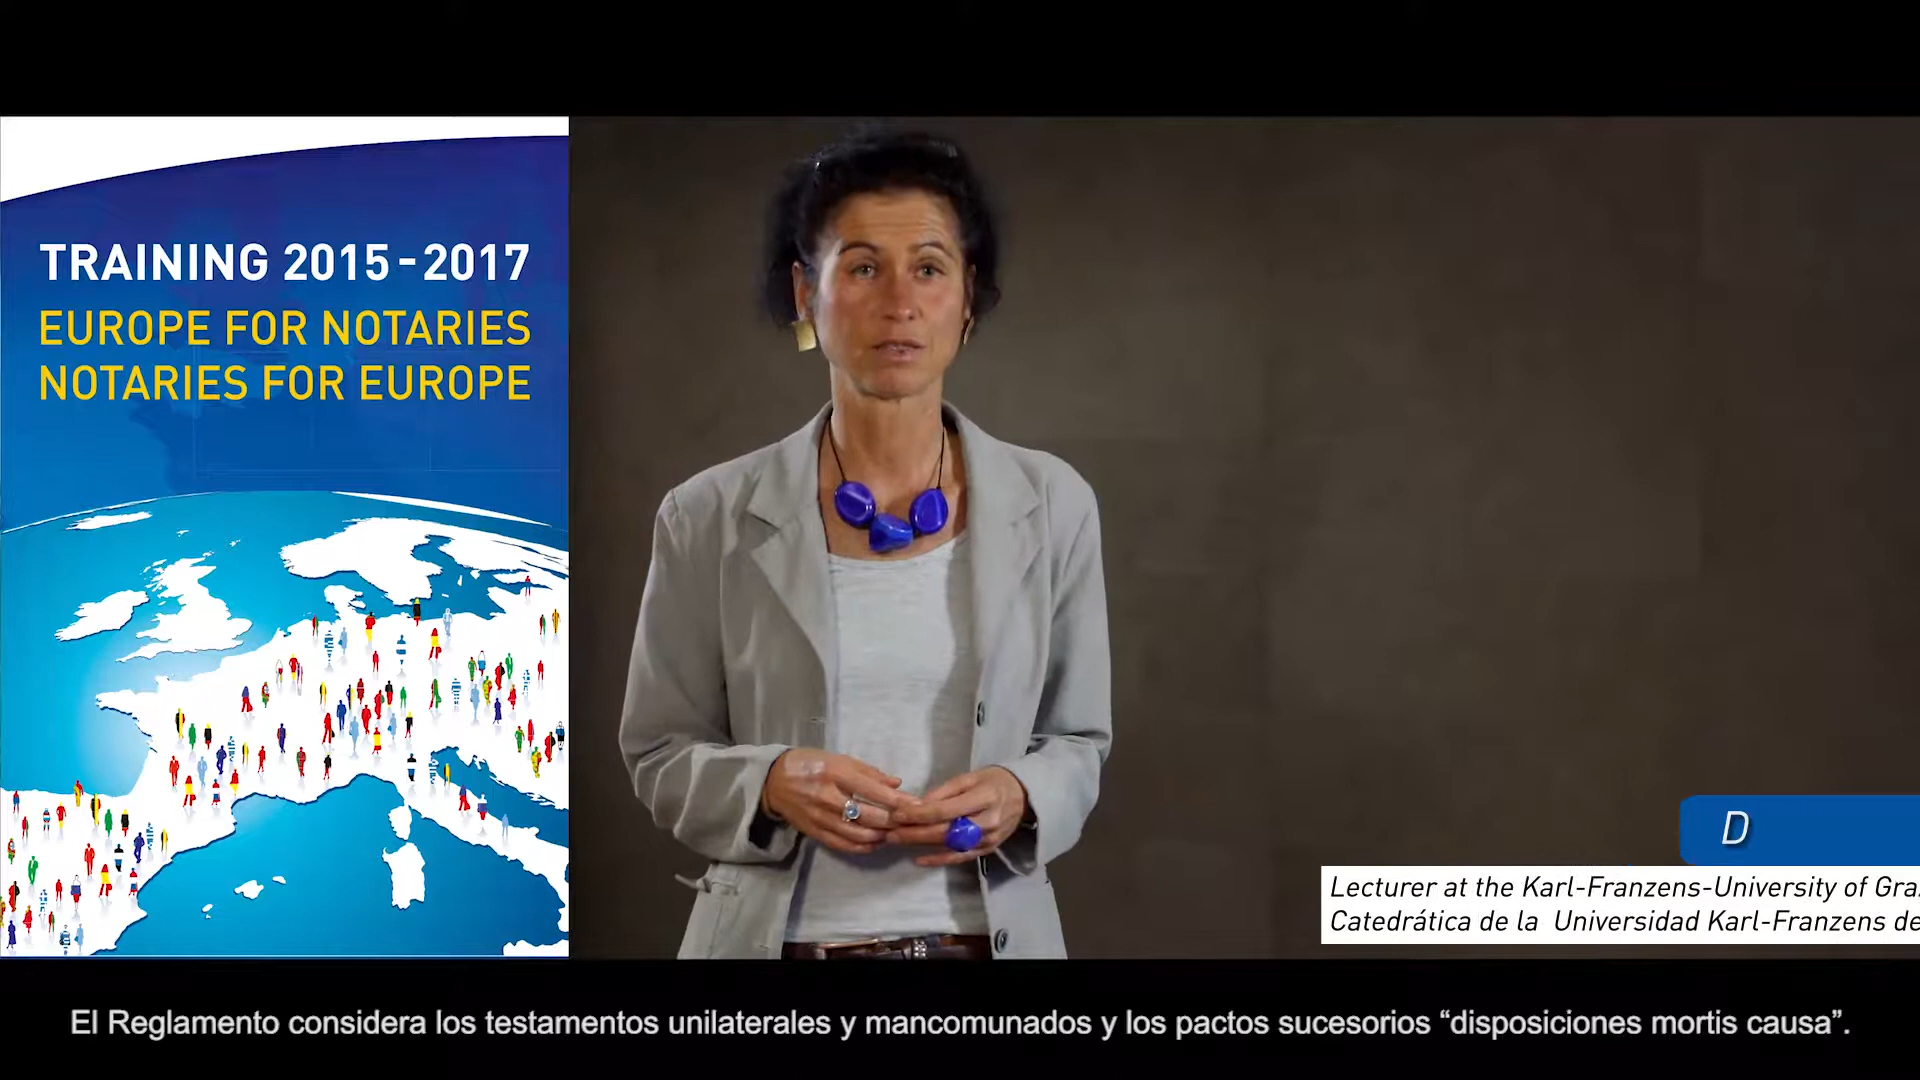 TRAINING 2015-2017
EUROPE FOR NOTARIES
NOTARIES FOR EUROPE
D
Lecturer at the Karl-Franzens-University of
Catedrática de la Universidad Karl-Franzens de
El Reglamento considera los testamentos unilaterales y mancomunados y los pactos sucesorios “disposiciones mortis causa”.